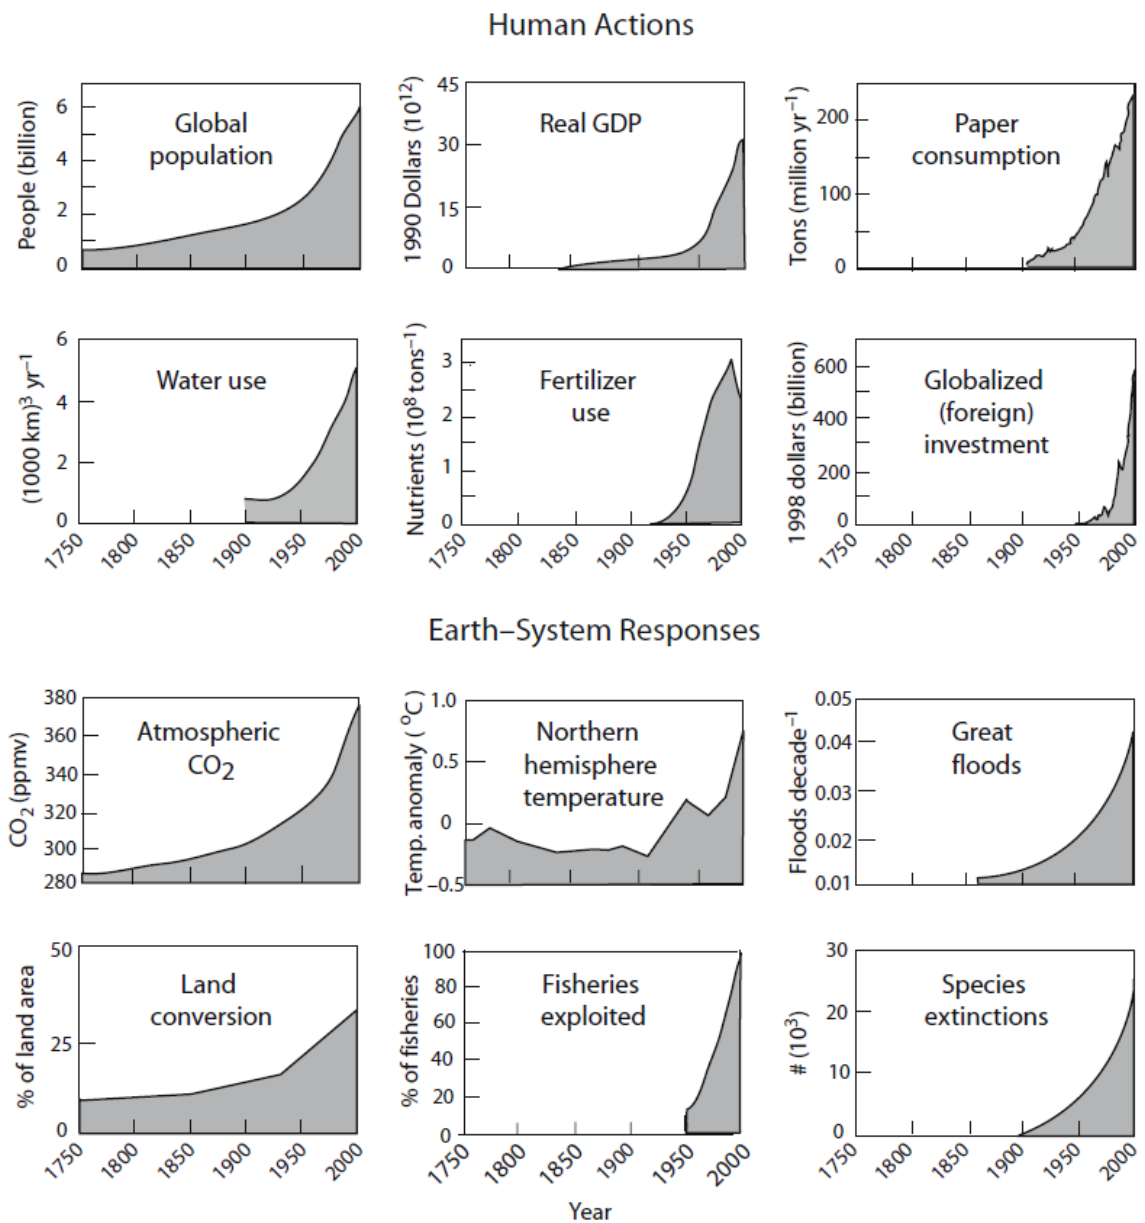 Human Actions
People (billion)
6
4
2
0
Global
population
1990 Dollars (10¹²)
45
30
15
0
Real GDP
Tons (million yr⁻¹)
200
100
0
Paper
consumption
(1000 km)³ yr⁻¹
6
4
2
0
Water use
1750
1800
1850
1900
1950
2000
Nutrients (10⁸ tons⁻¹)
3
2
1
0
Fertilizer
use
1750
1800
1850
1900
1950
2000
1998 dollars (billion)
600
400
200
0
Globalized
(foreign)
investment
1750
1800
1850
1900
1950
2000
Earth–System Responses
CO₂ (ppmv)
380
360
340
320
300
280
Atmospheric
CO₂
Temp. anomaly (°C)
1.0
0.5
0
–0.5
Northern
hemisphere
temperature
Floods decade⁻¹
0.05
0.04
0.03
0.02
0.01
Great
floods
% of land area
50
25
0
Land
conversion
1750
1800
1850
1900
1950
2000
% of fisheries
100
80
60
40
20
0
Fisheries
exploited
1750
1800
1850
1900
1950
2000
# (10³)
30
20
10
0
Species
extinctions
1750
1800
1850
1900
1950
2000
Year